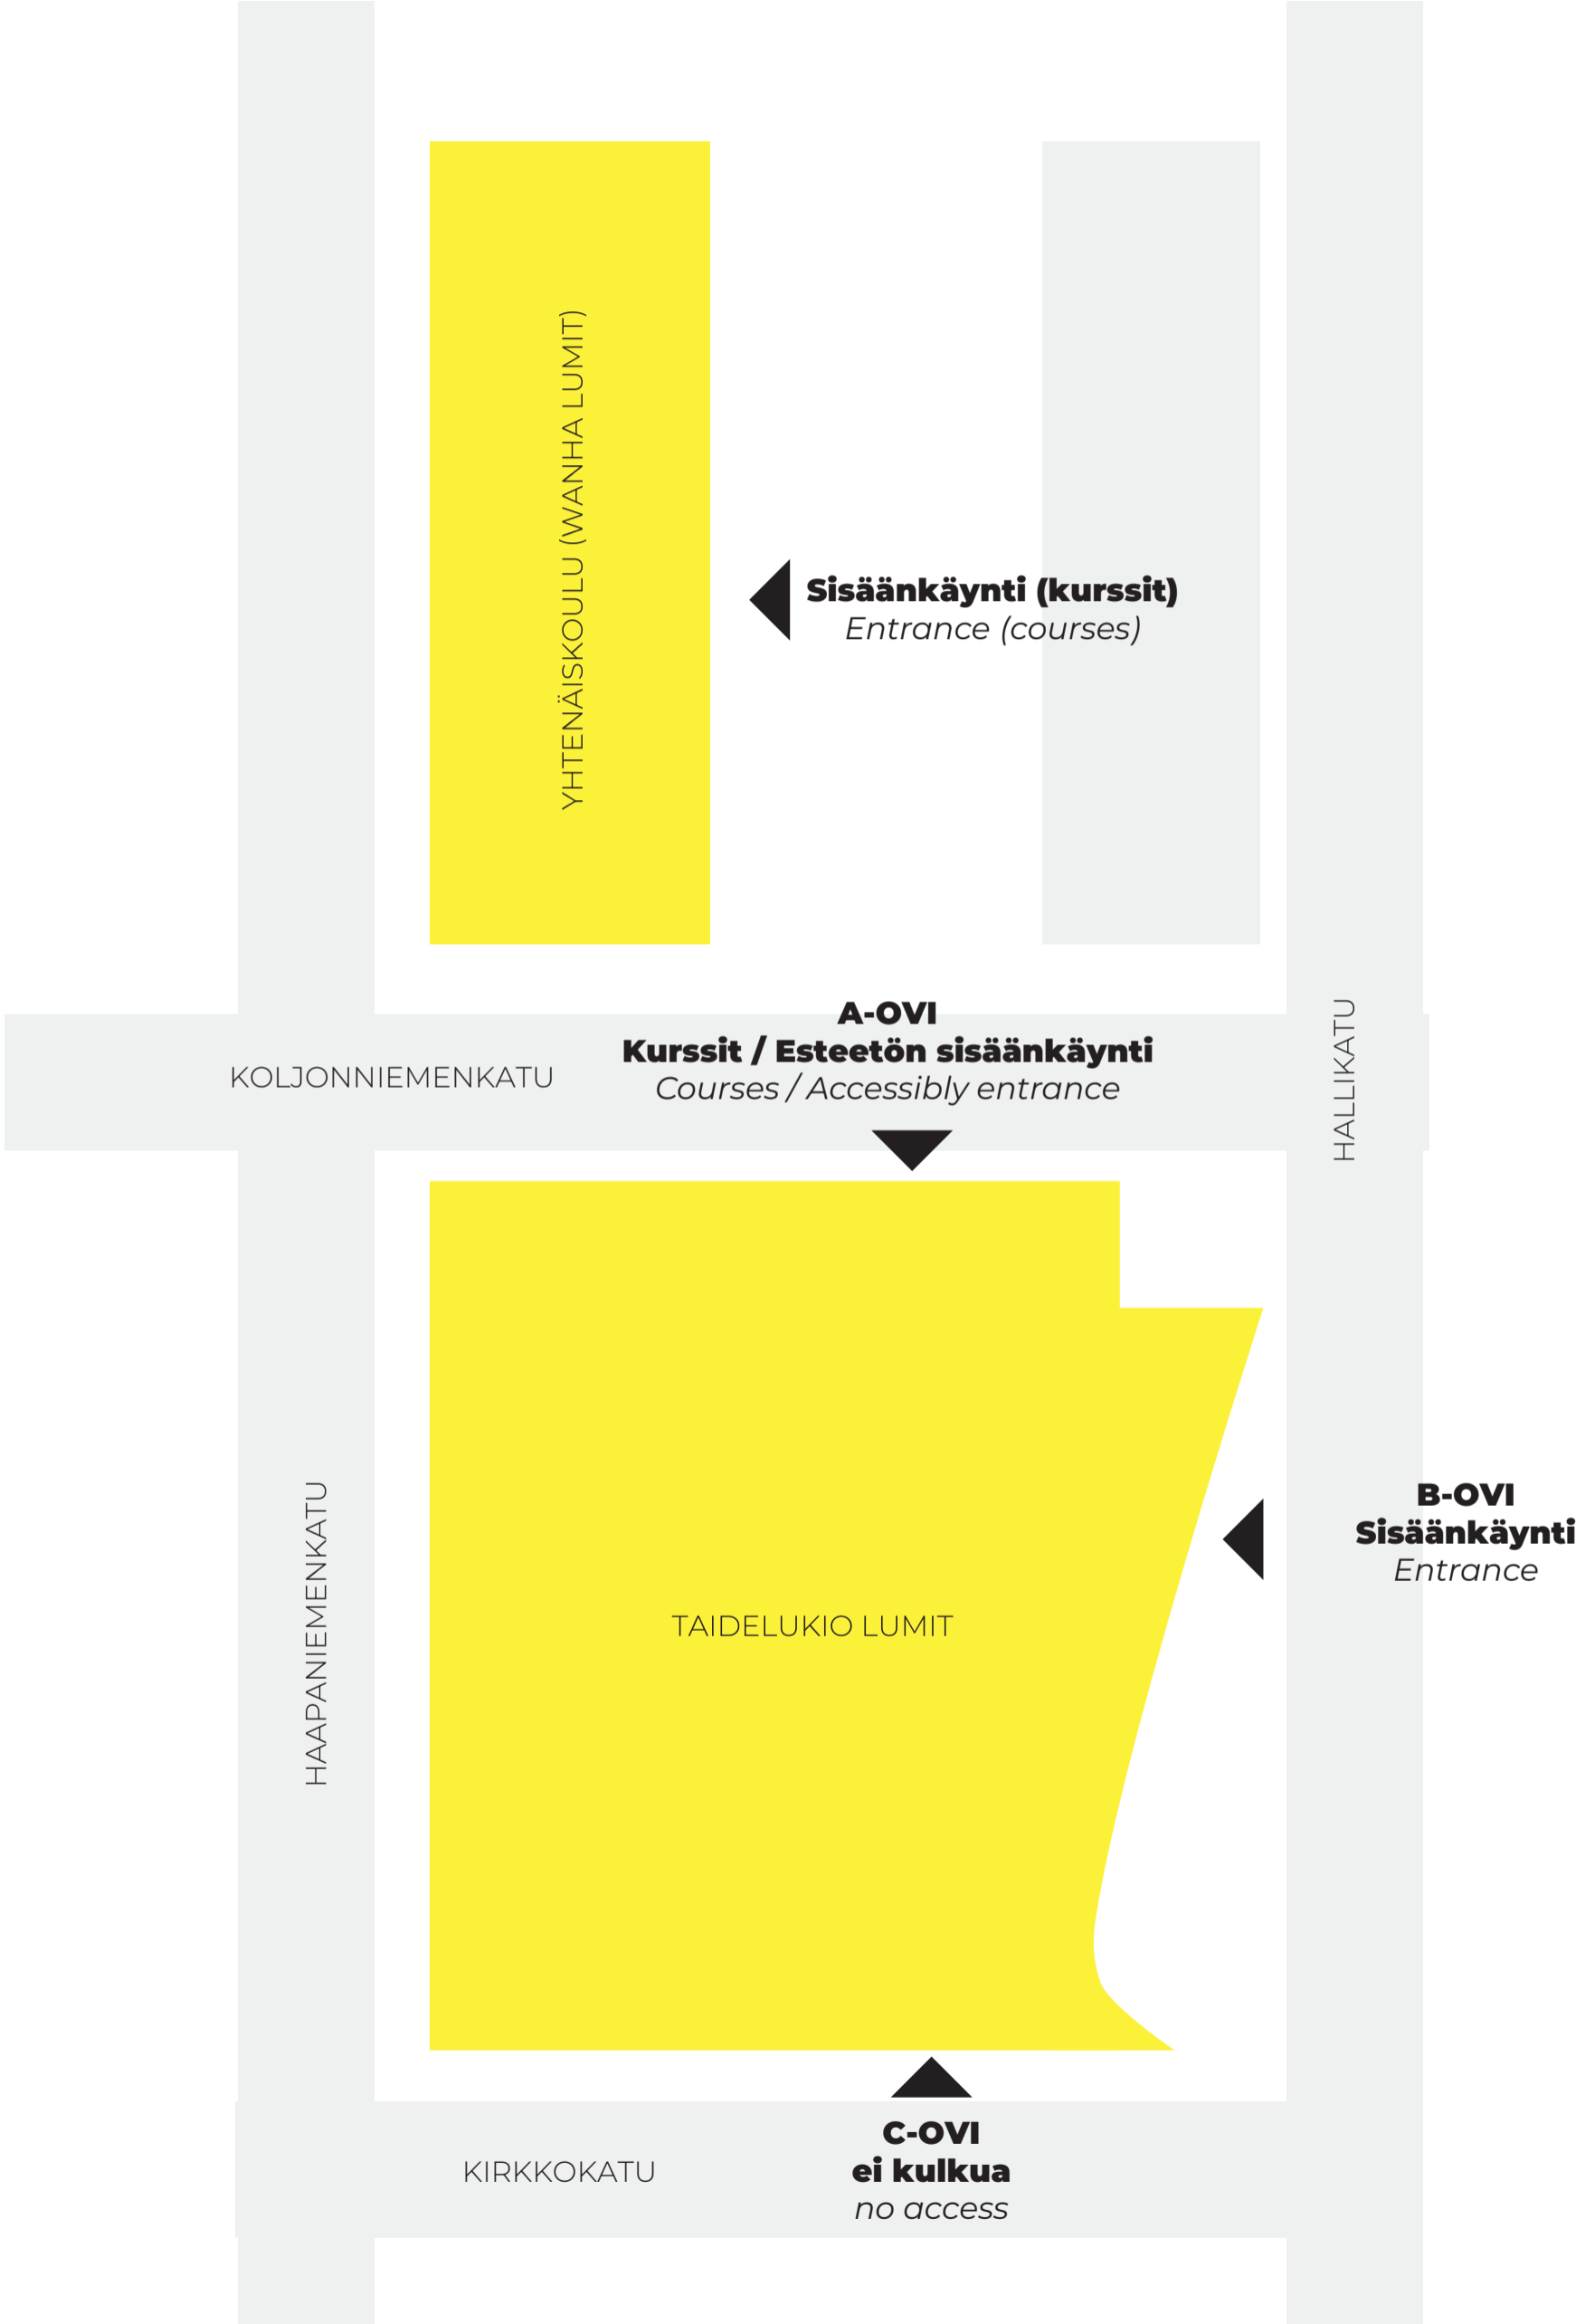 YHTENÄISKOULU (WANHA LUMIT)
Sisäänkäynti (kurssit)
Entrance (courses)
A-OVI
Kurssit / Esteetön sisäänkäynti
Courses / Accessibly entrance
KOLJONNIEMENKATU
HALLIKATU
HAAPANIEMENKATU
TAIDELUKIO LUMIT
B-OVI
Sisäänkäynti
Entrance
C-OVI
ei kulkua
no access
KIRKKOKATU